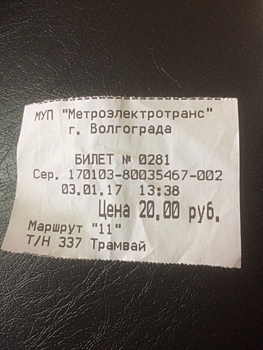 МУП "Метроэлектротранс"
г. Волгограда
БИЛЕТ № 0281
Сер. 170103-80035467-002
03.01.17 13:38
Цена 20.00 руб.
Маршрут "11"
Т/Н 337 Трамвай